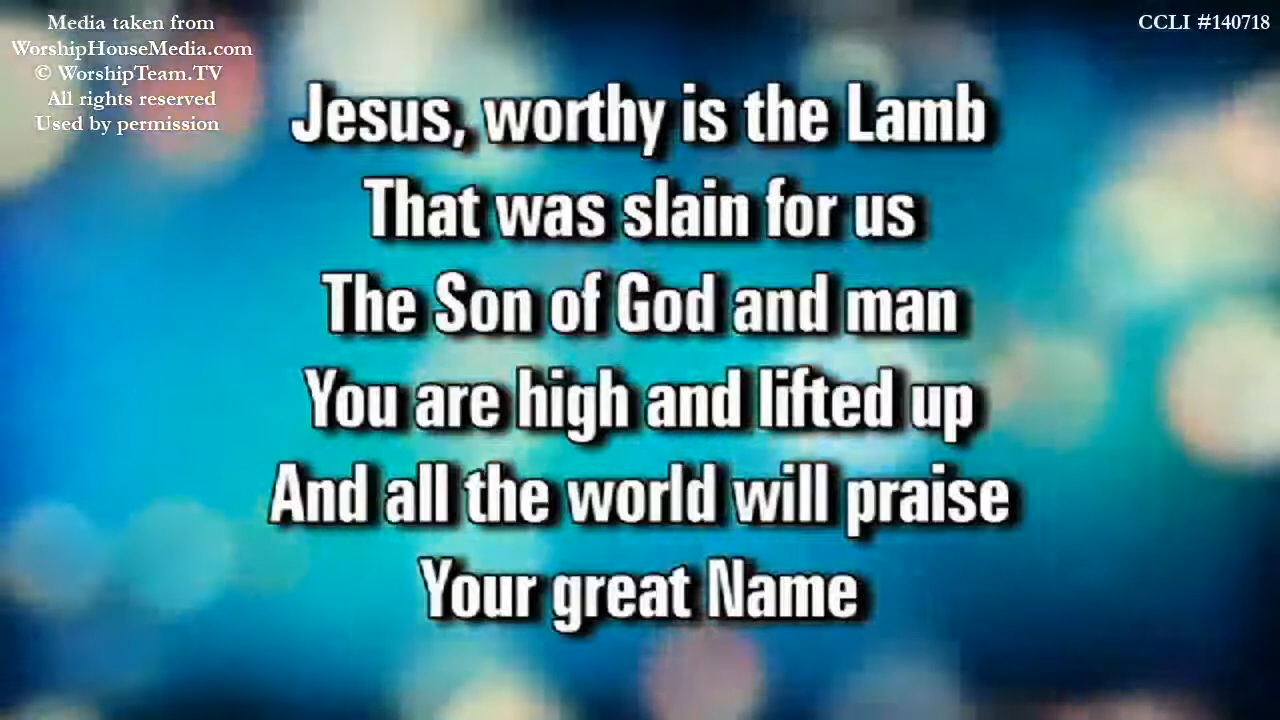 Media taken from
WorshipHouseMedia.com
© WorshipTeam.TV
All rights reserved
Used by permission
CCLI #140718
Jesus, worthy is the Lamb
That was slain for us
The Son of God and man
You are high and lifted up
And all the world will praise
Your great Name